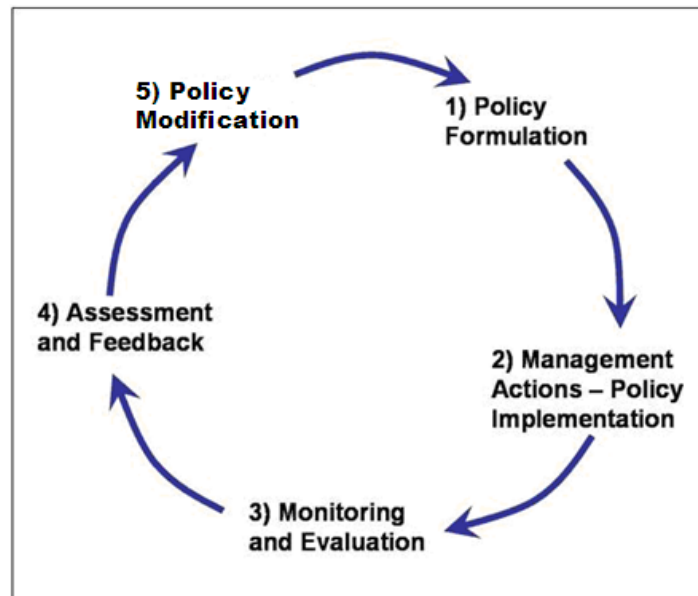 5) Policy
Modification
1) Policy
Formulation
4) Assessment
and Feedback
2) Management
Actions – Policy
Implementation
3) Monitoring
and Evaluation